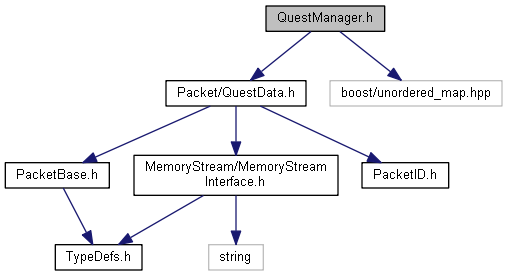 QuestManager.h
Packet/QuestData.h
boost/unordered_map.hpp
PacketBase.h
MemoryStream/MemoryStream
Interface.h
PacketID.h
TypeDefs.h
string